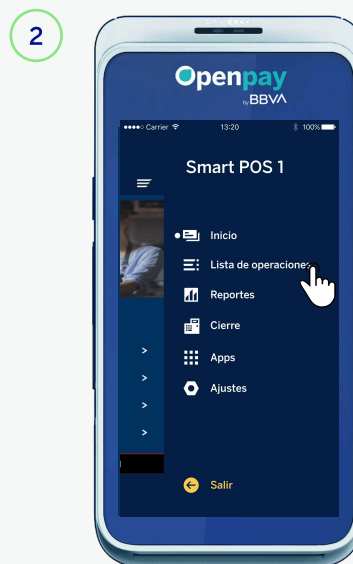 2
Openpay
by BBVA
Carrier 13:20 100%
Smart POS 1
Inicio
Lista de operaciones
Reportes
Cierre
Apps
Ajustes
Salir